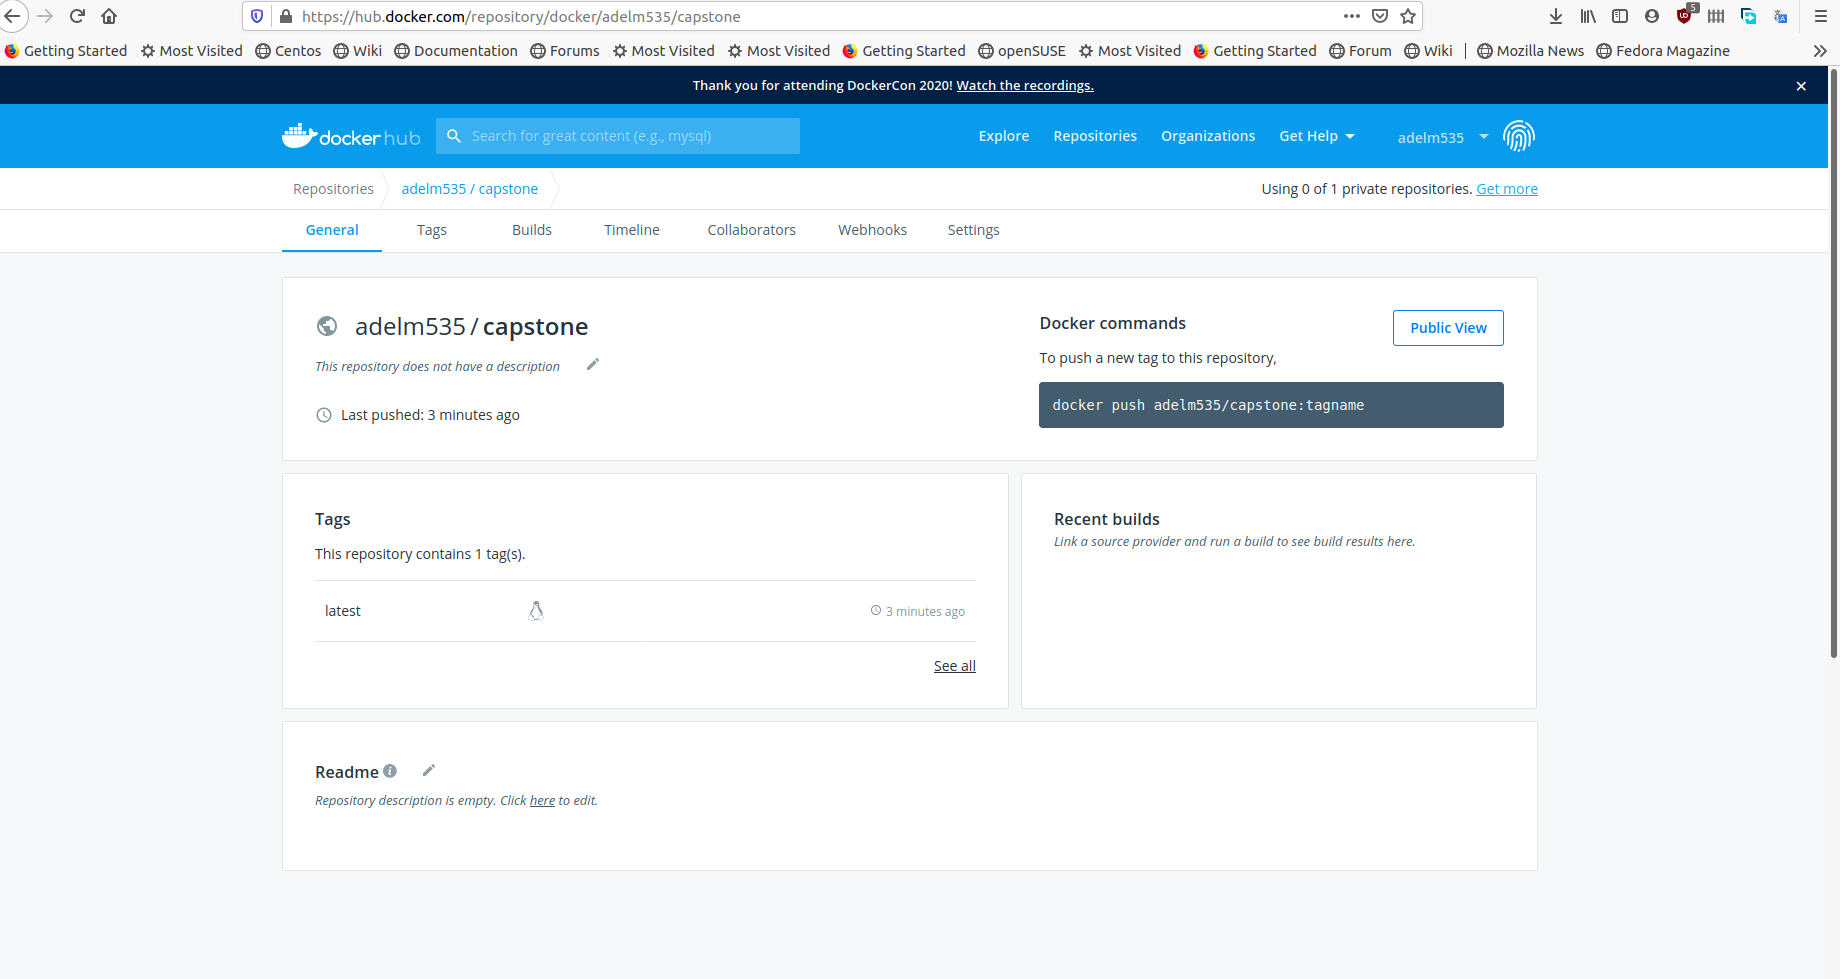 https://hub.docker.com/repository/docker/adelm535/capstone
5
Getting Started Most Visited Centos Wiki Documentation Forums Most Visited Most Visited Getting Started openSUSE Most Visited Getting Started Forum Wiki Mozilla News Fedora Magazine
Thank you for attending DockerCon 2020! Watch the recordings.
docker hub Search for great content (e.g., mysql) Explore Repositories Organizations Get Help adelm535
Repositories adelm535 / capstone Using 0 of 1 private repositories. Get more
General Tags Builds Timeline Collaborators Webhooks Settings
adelm535 / capstone
This repository does not have a description
Last pushed: 3 minutes ago
Docker commands
Public View
To push a new tag to this repository,
docker push adelm535/capstone:tagname
Tags
This repository contains 1 tag(s).
latest 3 minutes ago
See all
Recent builds
Link a source provider and run a build to see build results here.
Readme
Repository description is empty. Click here to edit.